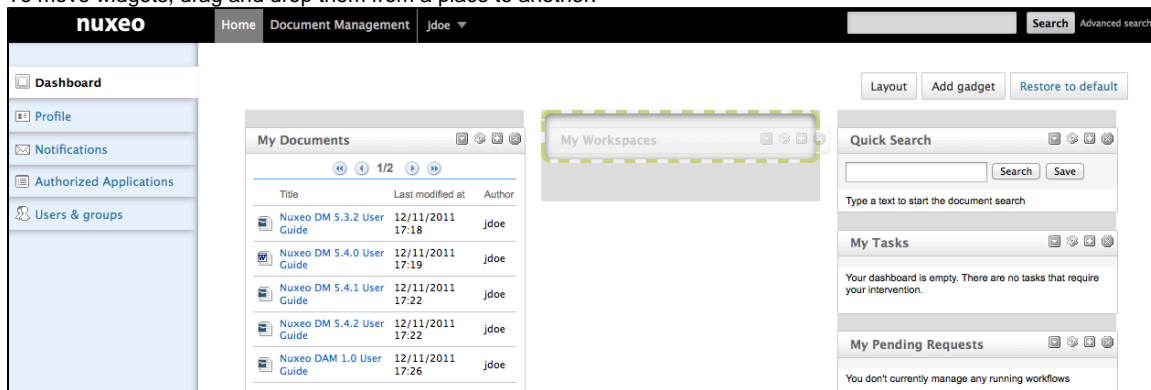 To move widgets, drag and drop them from a place to another.
nuxeo
Home Document Management jdoe
Search Advanced search
Dashboard
Profile
Notifications
Authorized Applications
Users & groups
Layout Add gadget Restore to default
My Documents
1/2
Title Last modified at Author
Nuxeo DM 5.3.2 User Guide 12/11/2011 17:18 jdoe
Nuxeo DM 5.4.0 User Guide 12/11/2011 17:19 jdoe
Nuxeo DM 5.4.1 User Guide 12/11/2011 17:22 jdoe
Nuxeo DM 5.4.2 User Guide 12/11/2011 17:22 jdoe
Nuxeo DAM 1.0 User Guide 12/11/2011 17:26 jdoe
My Workspaces
Quick Search
Search Save
Type a text to start the document search
My Tasks
Your dashboard is empty. There are no tasks that require
your intervention.
My Pending Requests
You don't currently manage any running workflows